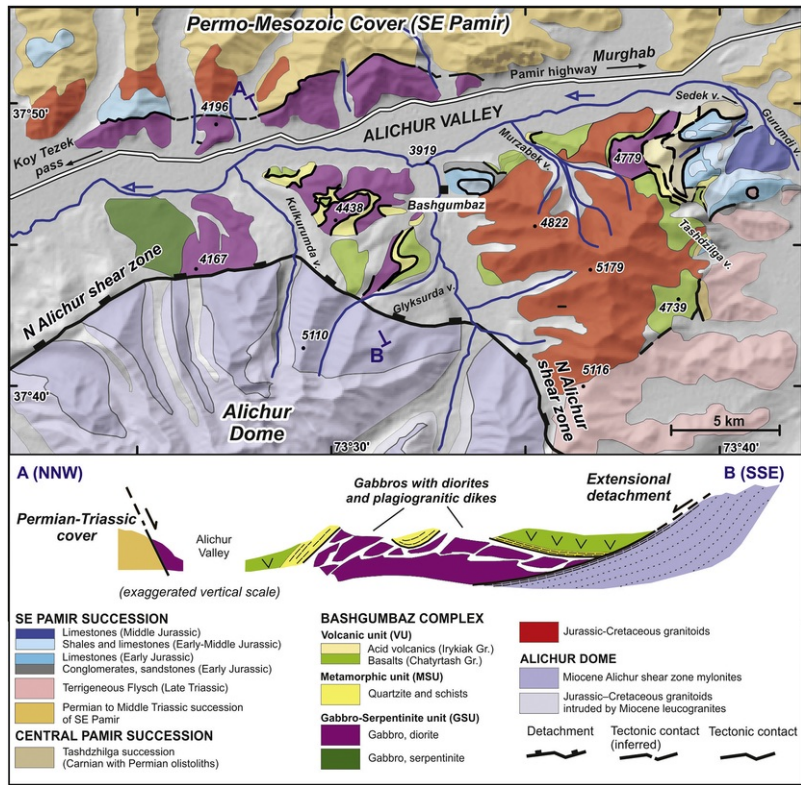 Permo-Mesozoic Cover (SE Pamir)
Murghab
Pamir highway
A
4196
37°50'
ALICHUR VALLEY
Sedek v.
Gurumdi v.
Koy Tezek
pass
3919
Murzabek v.
4779
Bashgumbaz
4438
Kulkurumda v.
4822
Tashdzilga v.
4167
5179
N Alichur shear zone
Glyksurda v.
4739
5110
B
5116
N Alichur
shear zone
37°40'
Alichur
Dome
5 km
73°30'
73°40'
A (NNW)
B (SSE)
Gabbros with diorites
and plagiogranitic dikes
Extensional
detachment
Permian-Triassic
cover
Alichur
Valley
(exaggerated vertical scale)
SE PAMIR SUCCESSION
Limestones (Middle Jurassic)
Shales and limestones (Early-Middle Jurassic)
Limestones (Early Jurassic)
Conglomerates, sandstones (Early Jurassic)
Terrigeneous Flysch (Late Triassic)
Permian to Middle Triassic succession
of SE Pamir
CENTRAL PAMIR SUCCESSION
Tashdzhilga succession
(Carnian with Permian olistoliths)
BASHGUMBAZ COMPLEX
Volcanic unit (VU)
Acid volcanics (Irykiak Gr.)
Basalts (Chatyrtash Gr.)
Metamorphic unit (MSU)
Quartzite and schists
Gabbro-Serpentinite unit (GSU)
Gabbro, diorite
Gabbro, serpentinite
Jurassic-Cretaceous granitoids
ALICHUR DOME
Miocene Alichur shear zone mylonites
Jurassic–Cretaceous granitoids
intruded by Miocene leucogranites
Detachment
Tectonic contact
(inferred)
Tectonic contact